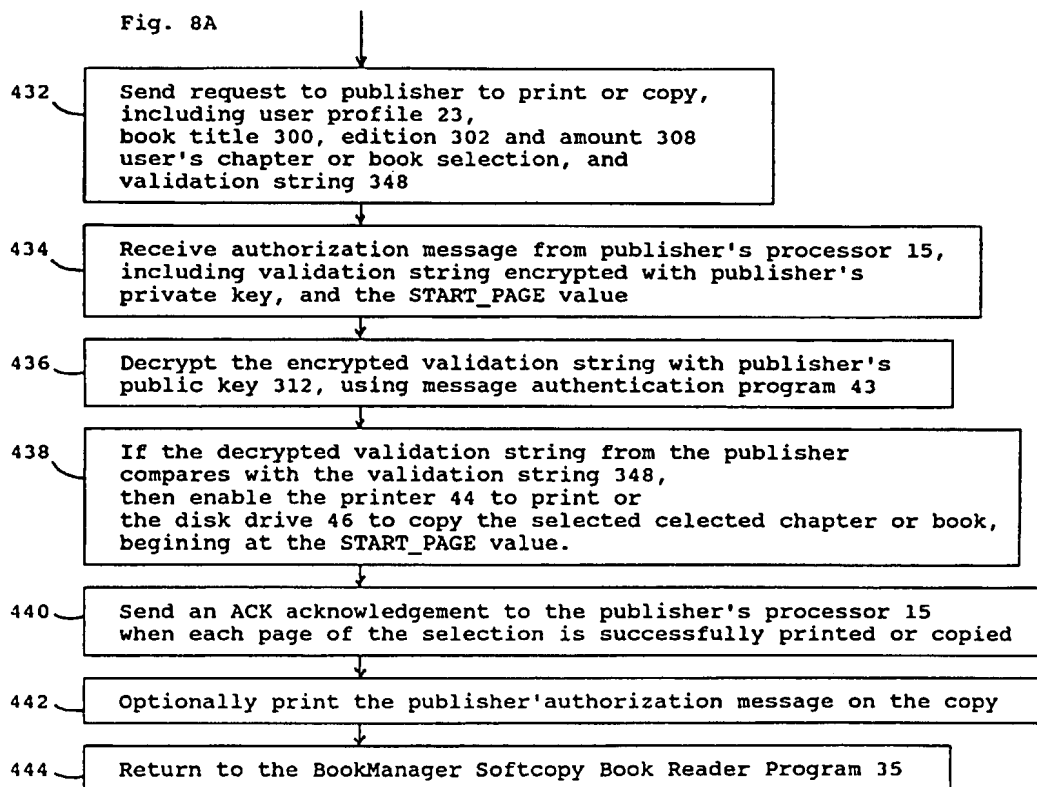 Fig. 8A
432
Send request to publisher to print or copy,
including user profile 23,
book title 300, edition 302 and amount 308
user's chapter or book selection, and
validation string 348
434
Receive authorization message from publisher's processor 15,
including validation string encrypted with publisher's
private key, and the START_PAGE value
436
Decrypt the encrypted validation string with publisher's
public key 312, using message authentication program 43
438
If the decrypted validation string from the publisher
compares with the validation string 348,
then enable the printer 44 to print or
the disk drive 46 to copy the selected celected chapter or book,
begining at the START_PAGE value.
440
Send an ACK acknowledgement to the publisher's processor 15
when each page of the selection is successfully printed or copied
442
Optionally print the publisher'authorization message on the copy
444
Return to the BookManager Softcopy Book Reader Program 35